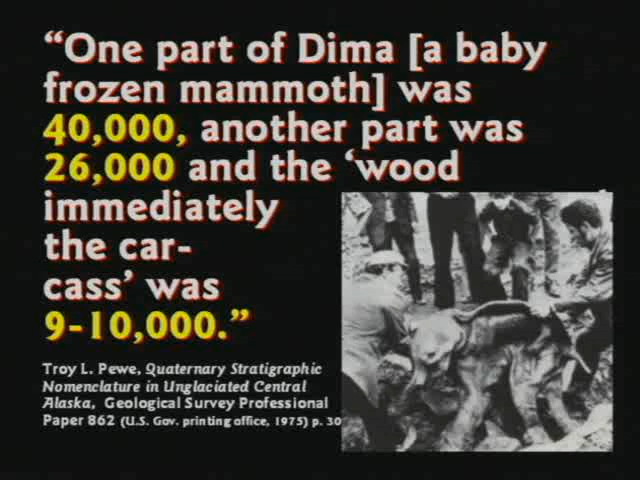 “One part of Dima [a baby
frozen mammoth] was
40,000, another part was
26,000 and the ‘wood
immediately
the car-
cass’ was
9-10,000.”
Troy L. Pewe, Quaternary Stratigraphic
Nomenclature in Unglaciated Central
Alaska, Geological Survey Professional
Paper 862 (U.S. Gov. printing office, 1975) p. 30